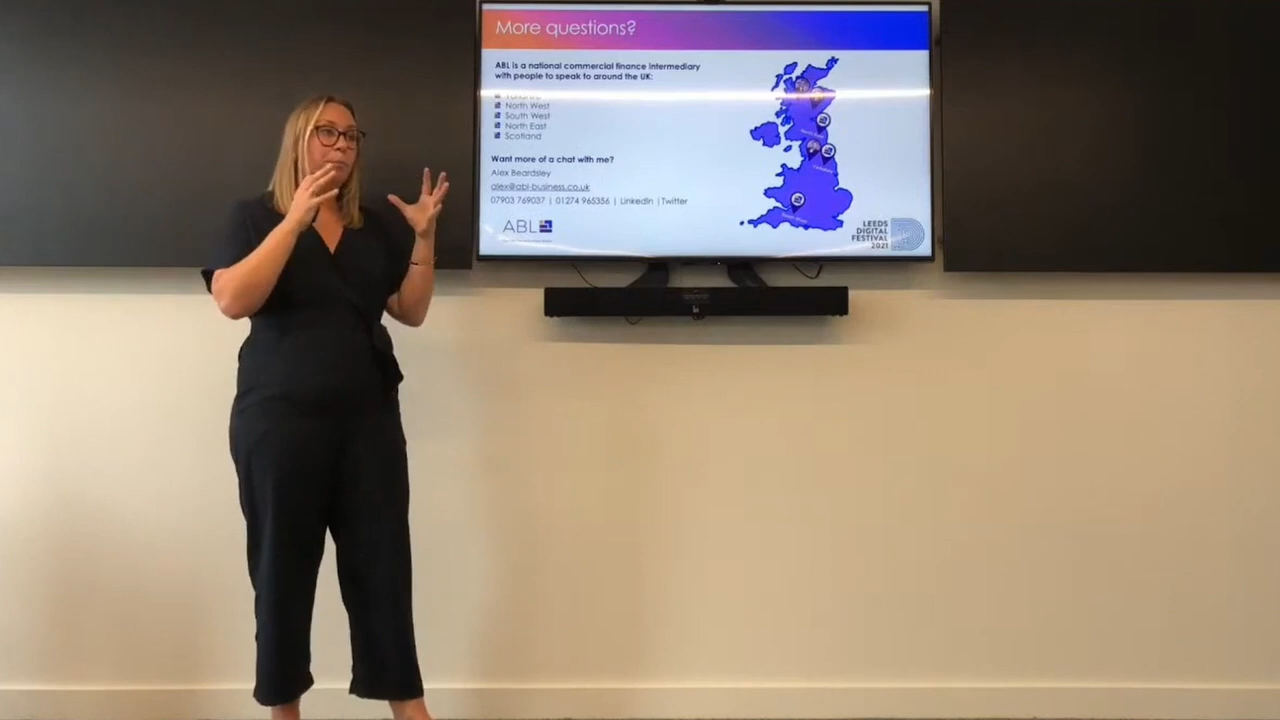 More questions?
ABL is a national commercial finance intermediary
with people to speak to around the UK:
North West
South West
North East
Scotland
Want more of a chat with me?
Alex Beardsley
alex@abl-business.co.uk
07903 769037 | 01274 965356 | LinkedIn |Twitter
ABL
LEEDS
DIGITAL
FESTIVAL
2021